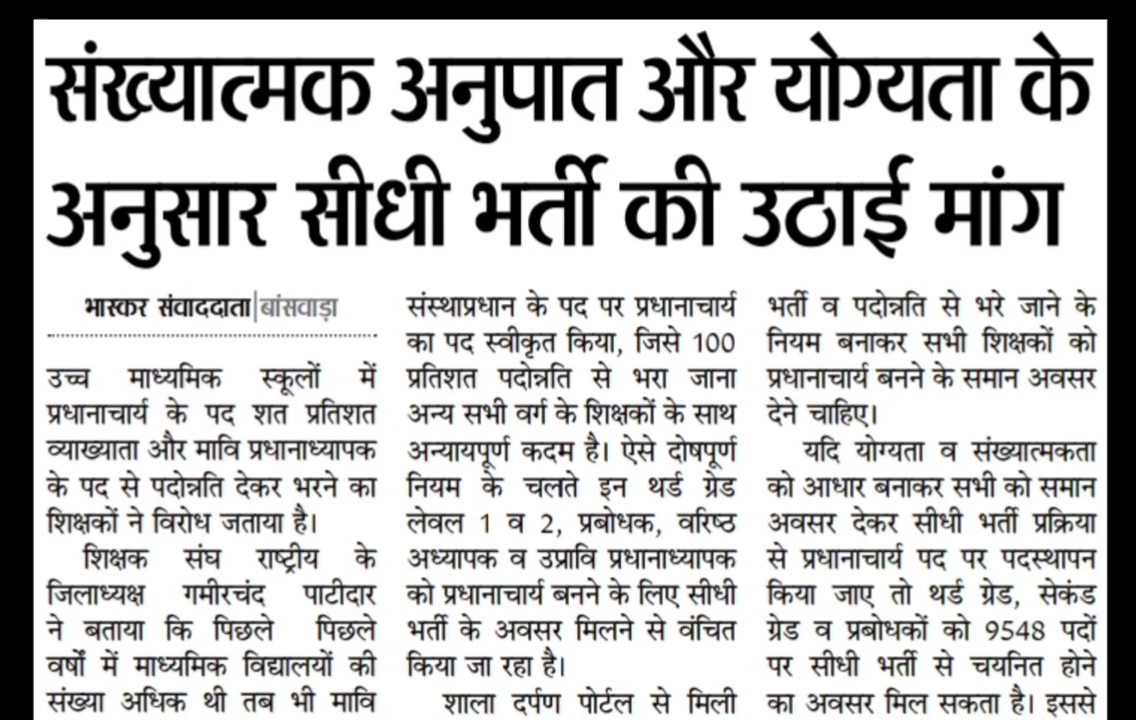 संख्यात्मक अनुपात और योग्यता के
अनुसार सीधी भर्ती की उठाई मांग
भास्कर संवाददाता|बांसवाड़ा
उच्च माध्यमिक स्कूलों में
प्रधानाचार्य के पद शत प्रतिशत
व्याख्याता और मावि प्रधानाध्यापक
के पद से पदोन्नति देकर भरने का
शिक्षकों ने विरोध जताया है।
शिक्षक संघ राष्ट्रीय के
जिलाध्यक्ष गमीरचंद पाटीदार
ने बताया कि पिछले पिछले
वर्षों में माध्यमिक विद्यालयों की
संख्या अधिक थी तब भी मावि
संस्थाप्रधान के पद पर प्रधानाचार्य
का पद स्वीकृत किया, जिसे 100
प्रतिशत पदोन्नति से भरा जाना
अन्य सभी वर्ग के शिक्षकों के साथ
अन्यायपूर्ण कदम है। ऐसे दोषपूर्ण
नियम के चलते इन थर्ड ग्रेड
लेवल 1 व 2, प्रबोधक, वरिष्ठ
अध्यापक व उप्रावि प्रधानाध्यापक
को प्रधानाचार्य बनने के लिए सीधी
भर्ती के अवसर मिलने से वंचित
किया जा रहा है।
शाला दर्पण पोर्टल से मिली
भर्ती व पदोन्नति से भरे जाने के
नियम बनाकर सभी शिक्षकों को
प्रधानाचार्य बनने के समान अवसर
देने चाहिए।
यदि योग्यता व संख्यात्मकता
को आधार बनाकर सभी को समान
अवसर देकर सीधी भर्ती प्रक्रिया
से प्रधानाचार्य पद पर पदस्थापन
किया जाए तो थर्ड ग्रेड, सेकंड
ग्रेड व प्रबोधकों को 9548 पदों
पर सीधी भर्ती से चयनित होने
का अवसर मिल सकता है। इससे